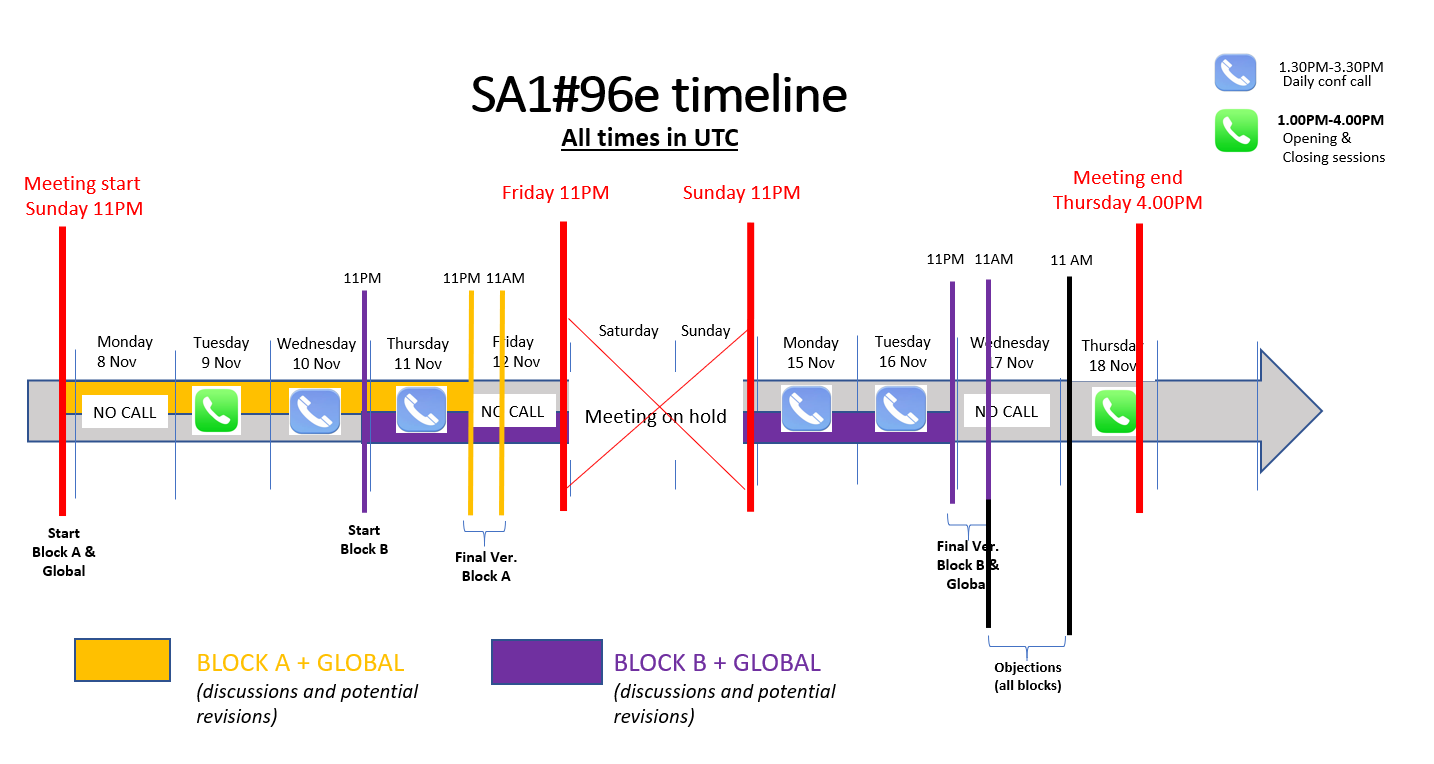 SA1#96e timeline
All times in UTC
1.30PM-3.30PM
Daily conf call
1.00PM-4.00PM
Opening &
Closing sessions
Meeting start
Sunday 11PM
Friday 11PM
Sunday 11PM
Meeting end
Thursday 4.00PM
11PM
11PM
11AM
11PM
11AM
11 AM
Monday
8 Nov
Tuesday
9 Nov
Wednesday
10 Nov
Thursday
11 Nov
Friday
12 Nov
Saturday
Sunday
Monday
15 Nov
Tuesday
16 Nov
Wednesday
17 Nov
Thursday
18 Nov
NO CALL
NO CALL
Meeting on hold
NO CALL
Start
Block A &
Global
Start
Block B
Final Ver.
Block A
Final Ver.
Block B &
Global
Objections
(all blocks)
BLOCK A + GLOBAL
(discussions and potential
revisions)
BLOCK B + GLOBAL
(discussions and potential
revisions)